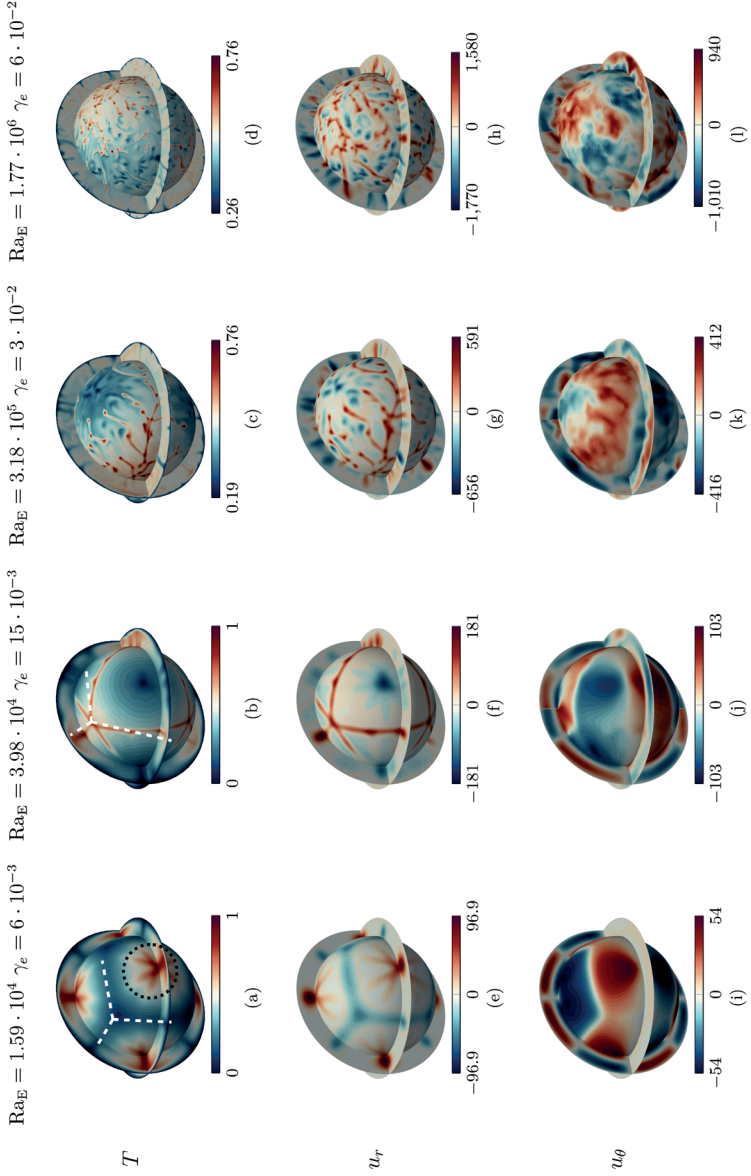 Ra_E = 1.59 · 10^4 γ_e = 6 · 10^−3
Ra_E = 3.98 · 10^4 γ_e = 15 · 10^−3
Ra_E = 3.18 · 10^5 γ_e = 3 · 10^−2
Ra_E = 1.77 · 10^6 γ_e = 6 · 10^−2
T
0 1
(a)
0 1
(b)
0.19 0.76
(c)
0.26 0.76
(d)
u_r
−96.9 0 96.9
(e)
−181 0 181
(f)
−656 0 591
(g)
−1,770 0 1,580
(h)
u_θ
−54 0 54
(i)
−103 0 103
(j)
−416 0 412
(k)
−1,010 0 940
(l)